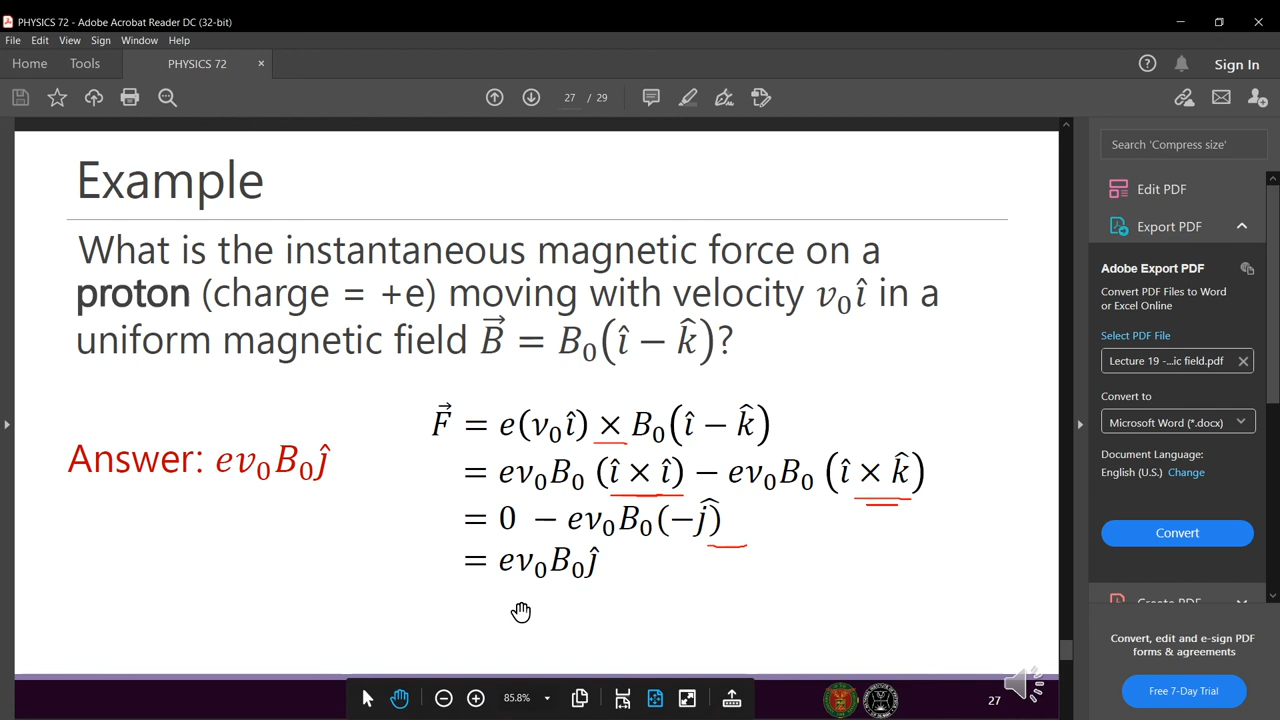 PHYSICS 72 - Adobe Acrobat Reader DC (32-bit)
File Edit View Sign Window Help
Home Tools PHYSICS 72 × Sign In
27 / 29
Example
What is the instantaneous magnetic force on a
proton (charge = +e) moving with velocity v₀î in a
uniform magnetic field B⃗ = B₀(î − k̂)?
F⃗ = e(v₀î) × B₀(î − k̂)
Answer: ev₀B₀ĵ
= ev₀B₀ (î × î) − ev₀B₀ (î × k̂)
= 0 − ev₀B₀(−ĵ)
= ev₀B₀ĵ
27
85.8%
Search 'Compress size'
Edit PDF
Export PDF
Adobe Export PDF
Convert PDF Files to Word
or Excel Online
Select PDF File
Lecture 19 -...ic field.pdf
Convert to
Microsoft Word (*.docx)
Document Language:
English (U.S.) Change
Convert
Create PDF
Convert, edit and e-sign PDF
forms & agreements
Free 7-Day Trial